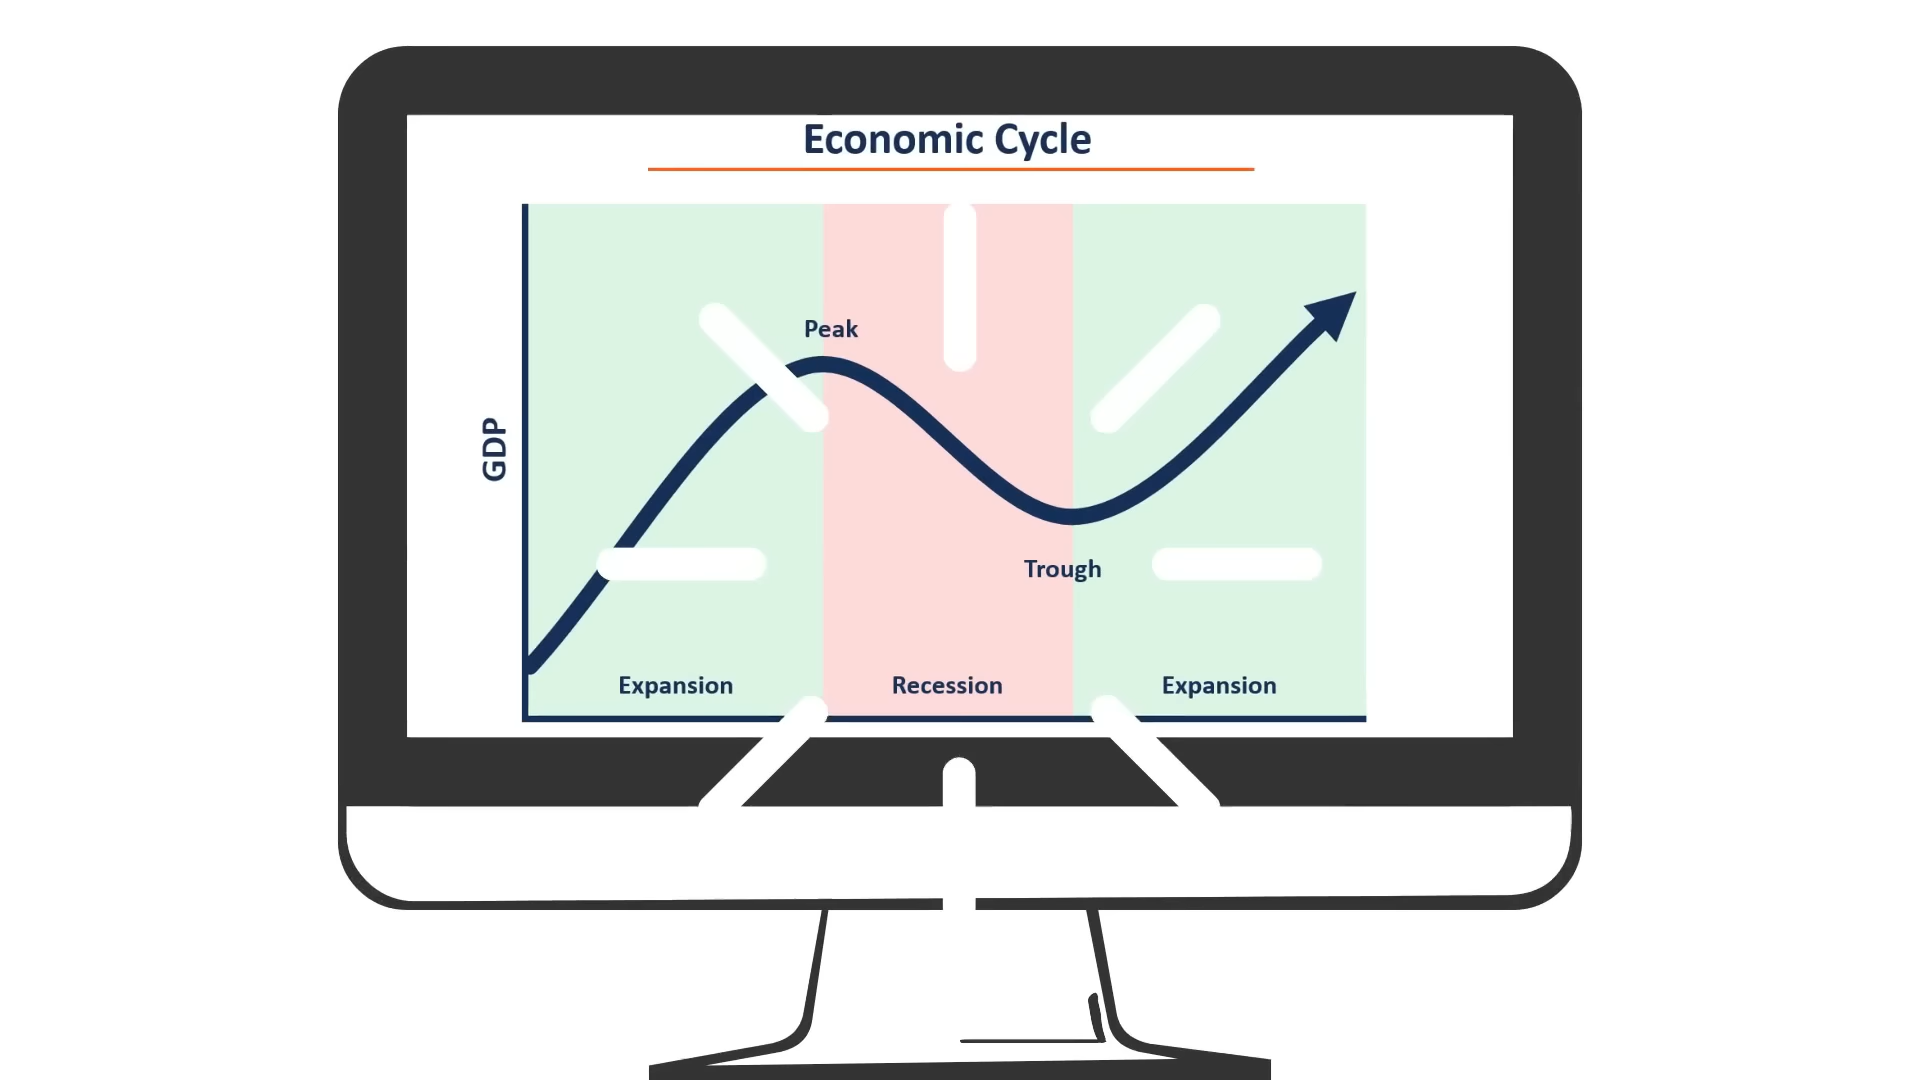 Economic Cycle
Peak
GDP
Trough
Expansion
Recession
Expansion